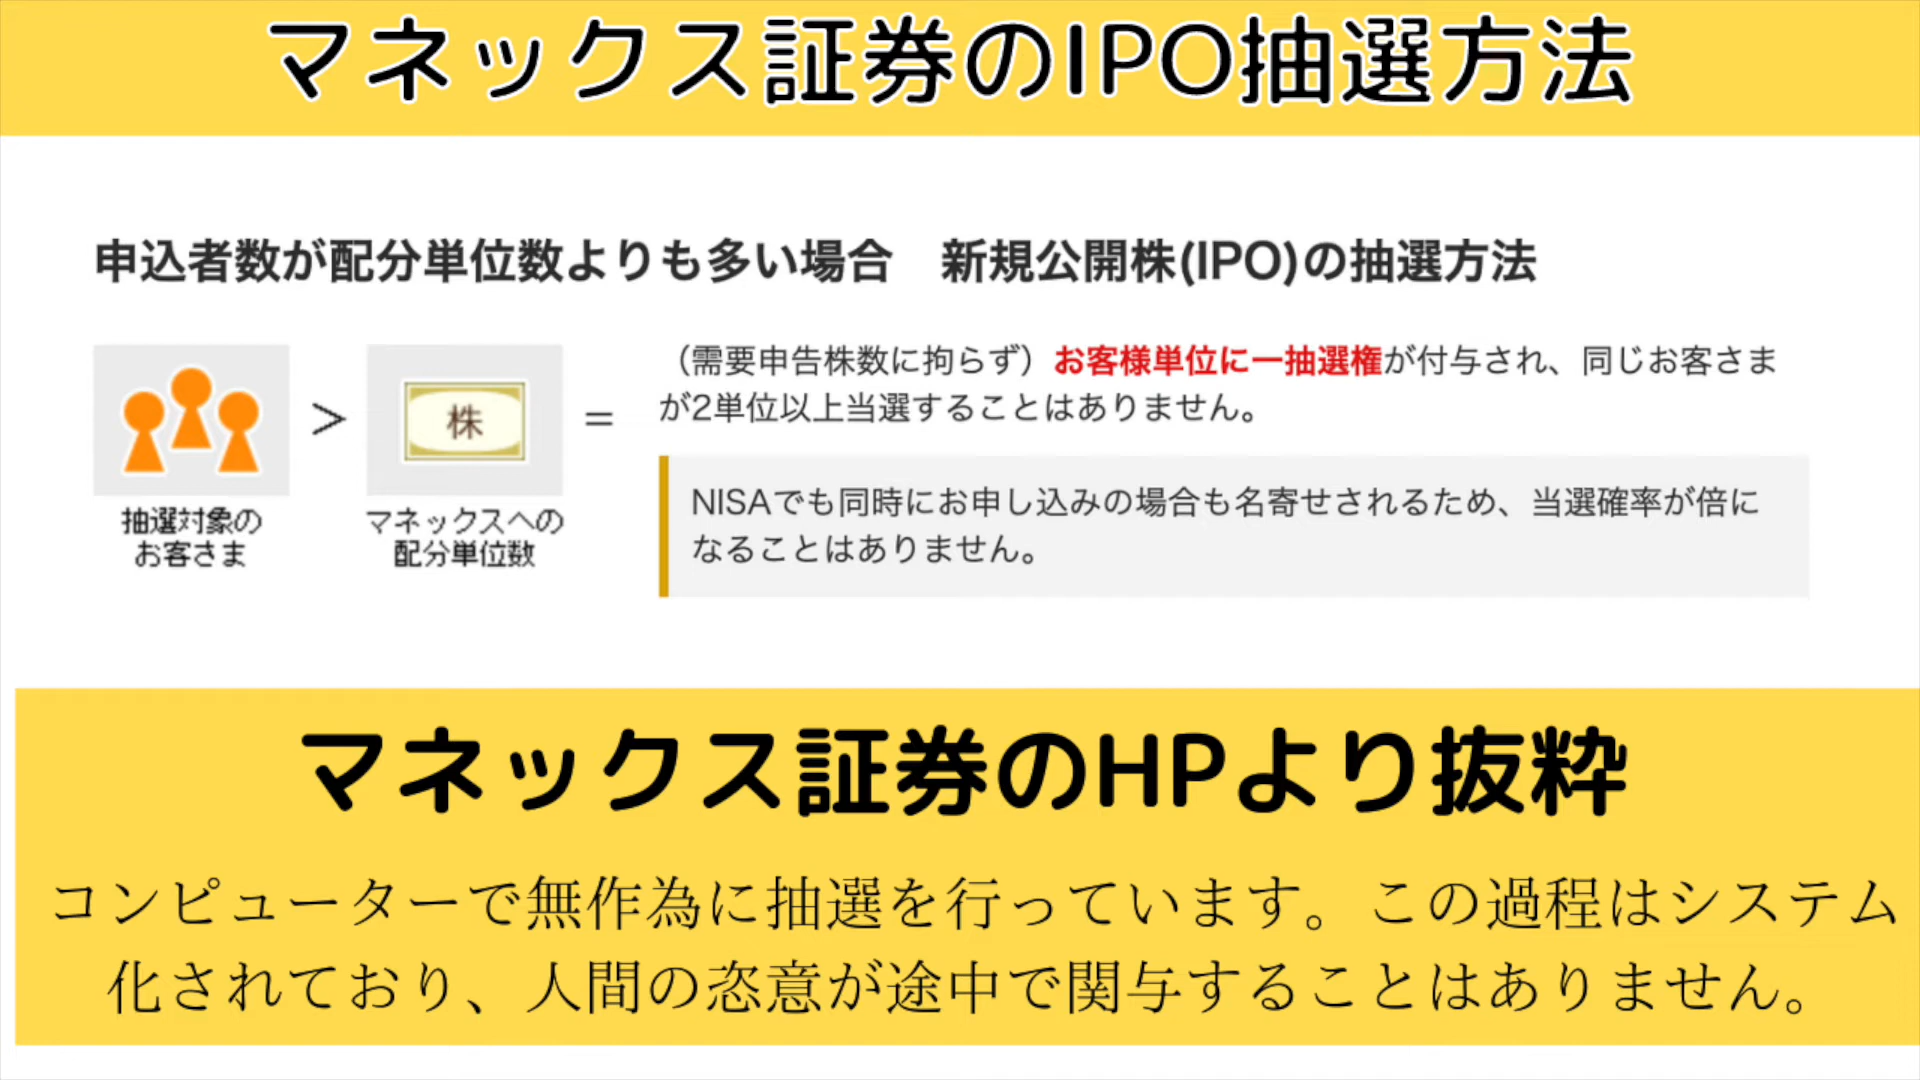 マネックス証券のIPO抽選方法
申込者数が配分単位数よりも多い場合　新規公開株(IPO)の抽選方法
株
抽選対象の
お客さま
>
マネックスへの
配分単位数
=
（需要申告株数に拘らず）お客様単位に一抽選権が付与され、同じお客さま
が2単位以上当選することはありません。
NISAでも同時にお申し込みの場合も名寄せされるため、当選確率が倍に
なることはありません。
マネックス証券のHPより抜粋
コンピューターで無作為に抽選を行っています。この過程はシステム
化されており、人間の恣意が途中で関与することはありません。